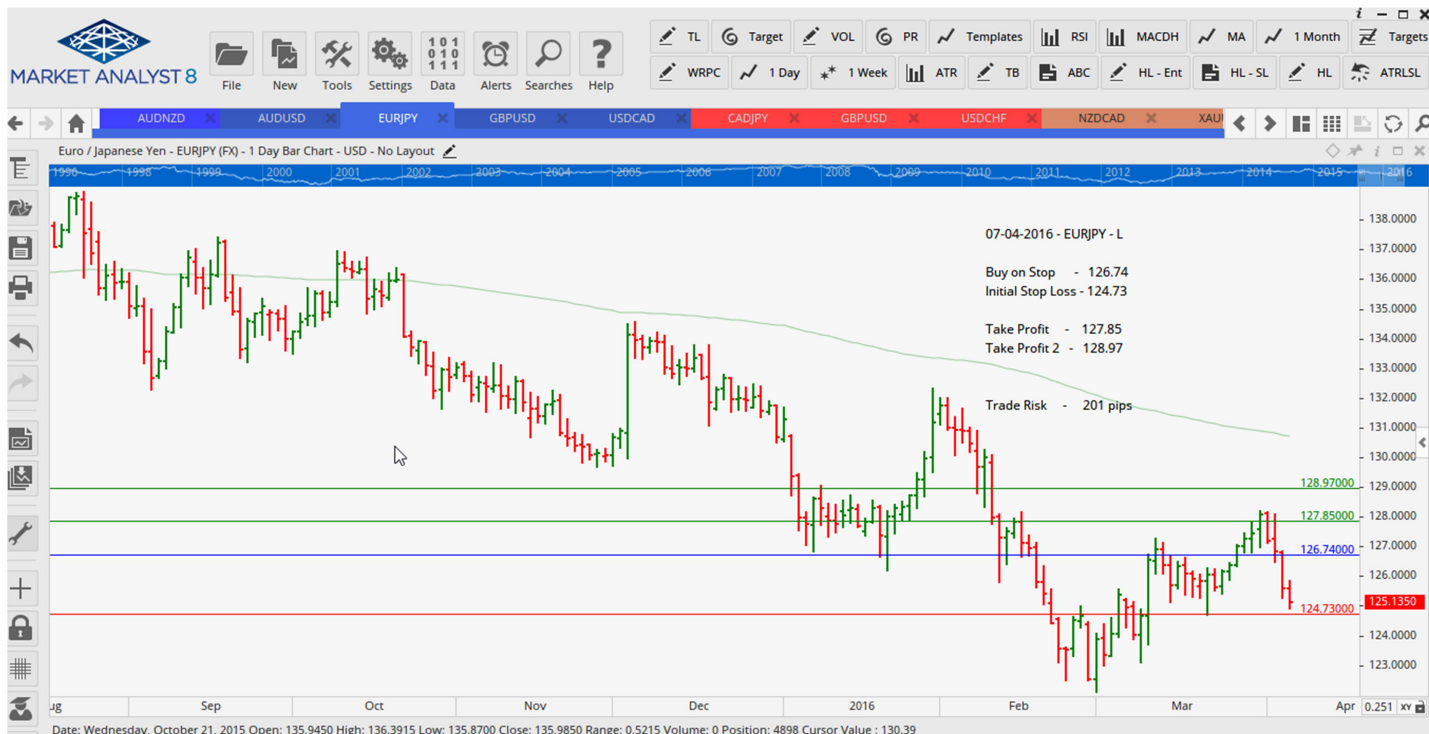 MARKET ANALYST 8
File New Tools Settings Data Alerts Searches Help
101
010
111
TL Target VOL PR Templates RSI MACDH MA 1 Month Targets
WRPC 1 Day 1 Week ATR TB ABC HL - Ent HL - SL HL ATRLSL
AUDNZD AUDUSD EURJPY GBPUSD USDCAD CADJPY GBPUSD USDCHF NZDCAD XAU
Euro / Japanese Yen - EURJPY (FX) - 1 Day Bar Chart - USD - No Layout
1996 1998 1999 2000 2001 2002 2003 2004 2005 2006 2007 2008 2009 2010 2011 2012 2013 2014 2015 2016
07-04-2016 - EURJPY - L
Buy on Stop - 126.74
Initial Stop Loss - 124.73
Take Profit - 127.85
Take Profit 2 - 128.97
Trade Risk - 201 pips
138.0000
137.0000
136.0000
135.0000
134.0000
133.0000
132.0000
131.0000
130.0000
128.97000
129.0000
127.85000
128.0000
127.0000
126.74000
126.0000
125.1350
124.73000
124.0000
123.0000
ug Sep Oct Nov Dec 2016 Feb Mar Apr 0.251 XY
Date: Wednesday, October 21, 2015 Open: 135.9450 High: 136.3915 Low: 135.8700 Close: 135.9850 Range: 0.5215 Volume: 0 Position: 4898 Cursor Value : 130.39